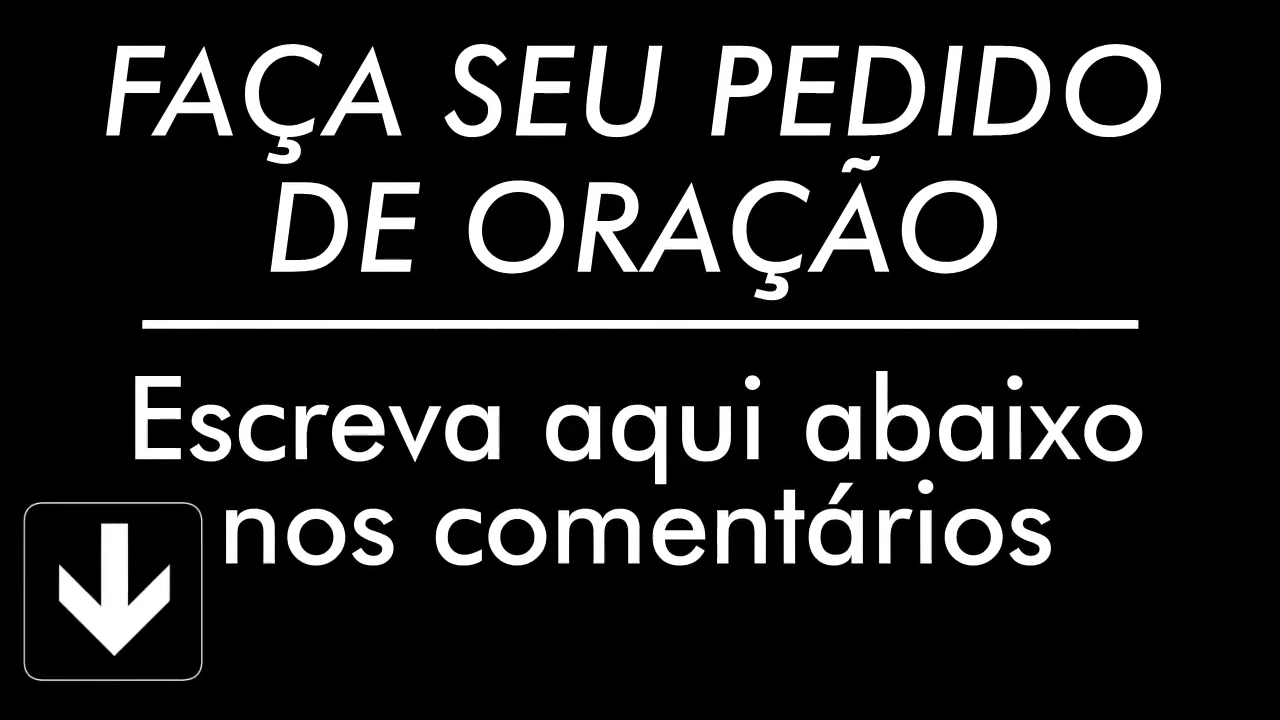 FAÇA SEU PEDIDO
DE ORAÇÃO
Escreva aqui abaixo
nos comentários